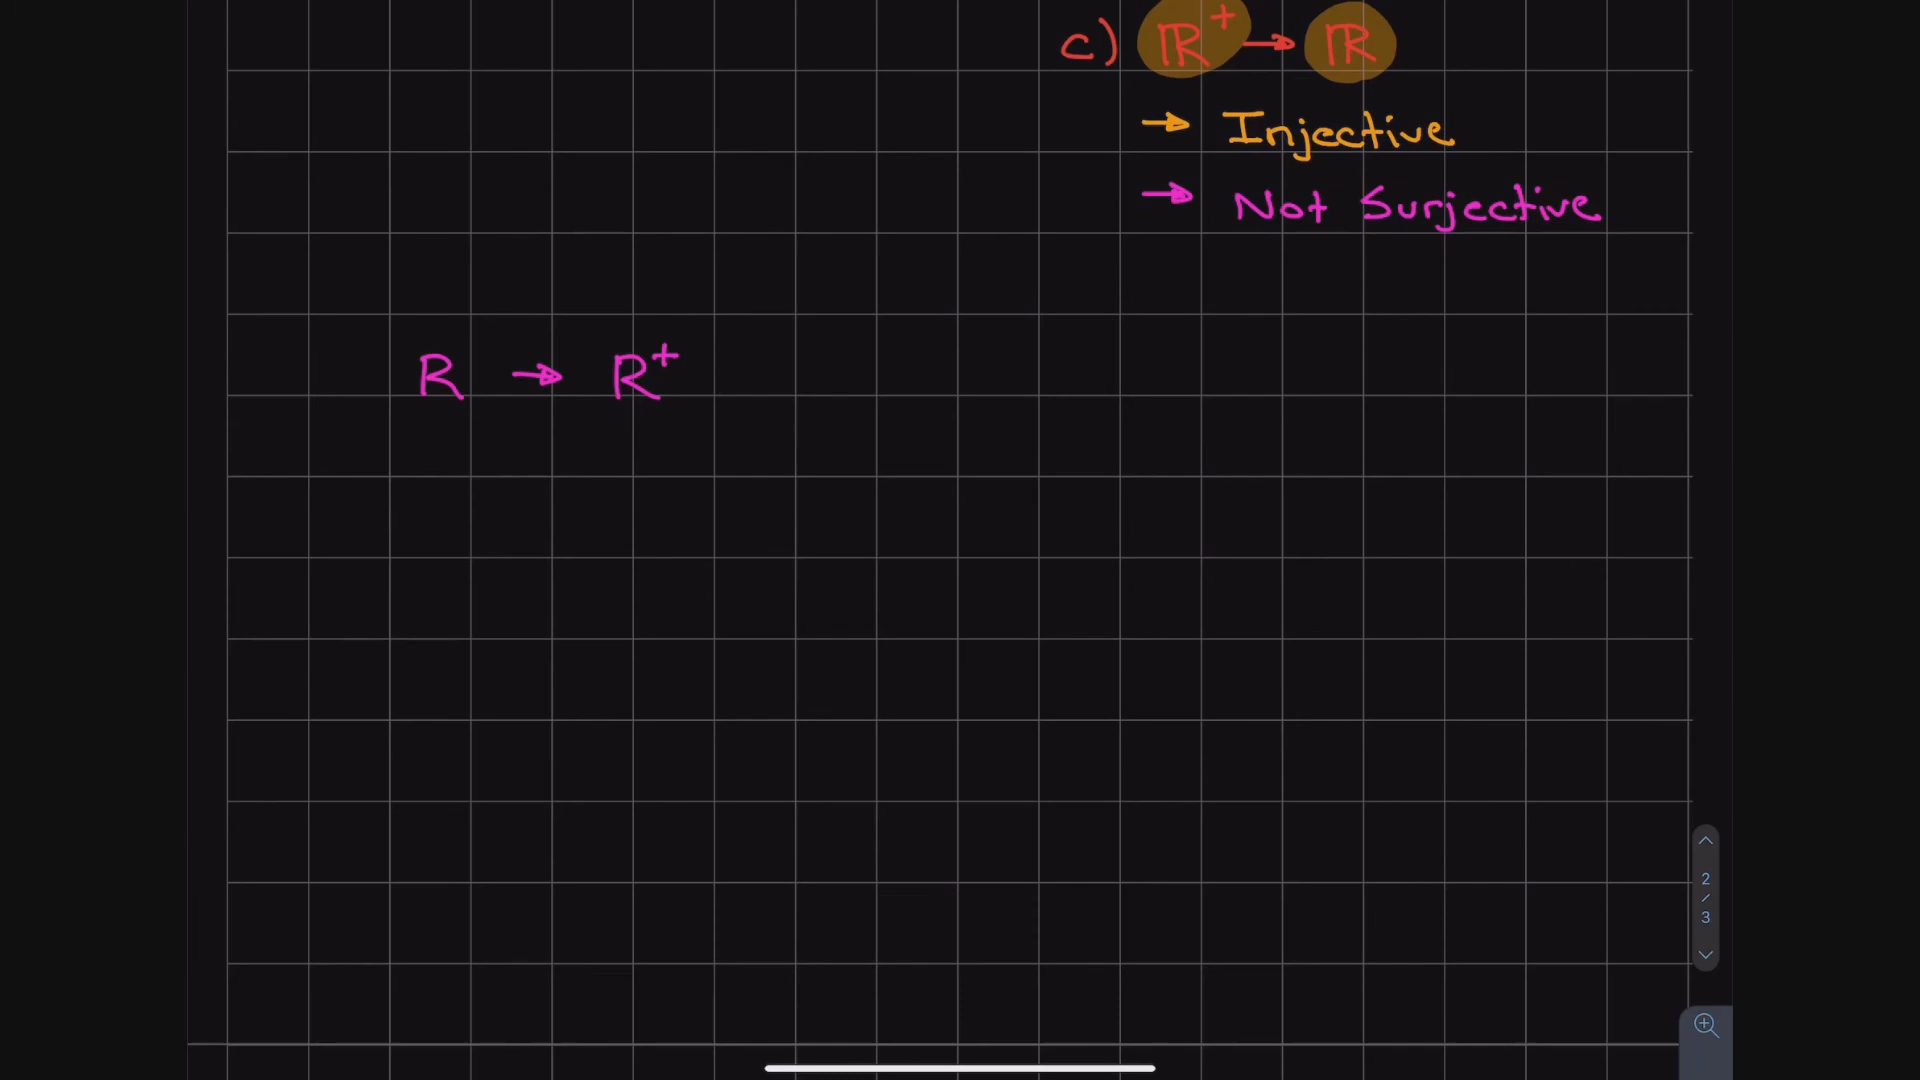 c) ℝ⁺ → ℝ
→ Injective
→ Not Surjective
R → R⁺
2
/
3